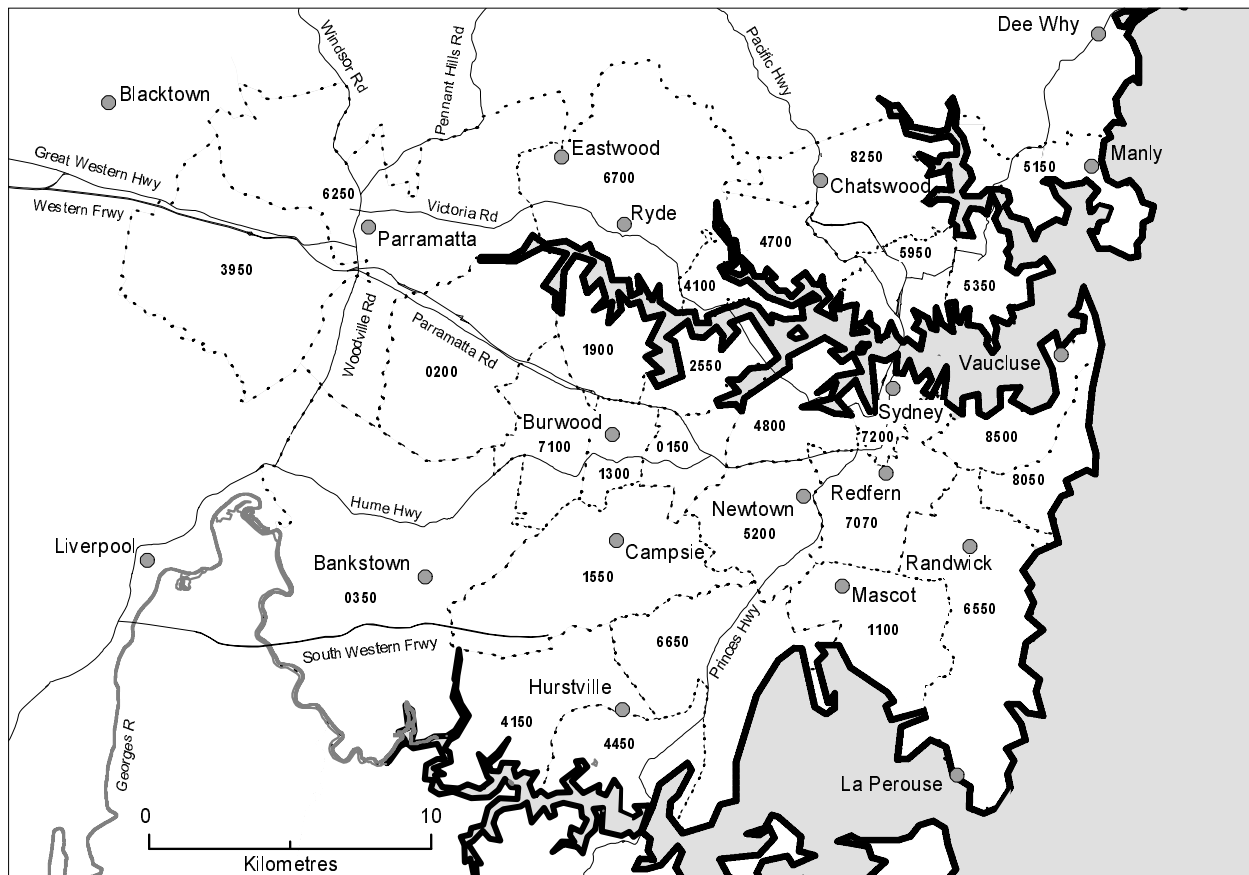 Dee Why
Windsor Rd
Pennant Hills Rd
Pacific Hwy
Blacktown
Eastwood
8250
Manly
Great Western Hwy
6700
5150
Chatswood
Western Frwy
6250
Victoria Rd
Ryde
Parramatta
4700
5950
3950
4100
5350
Woodville Rd
Parramatta Rd
1900
2550
Vaucluse
0200
Sydney
Burwood
7100
0150
4800
7200
8500
1300
8050
Hume Hwy
Newtown
5200
Redfern
7070
Liverpool
Bankstown
0350
Campsie
1550
Randwick
6550
Mascot
1100
South Western Frwy
6650
Princes Hwy
Hurstville
4150
4450
Georges R
La Perouse
0
10
Kilometres